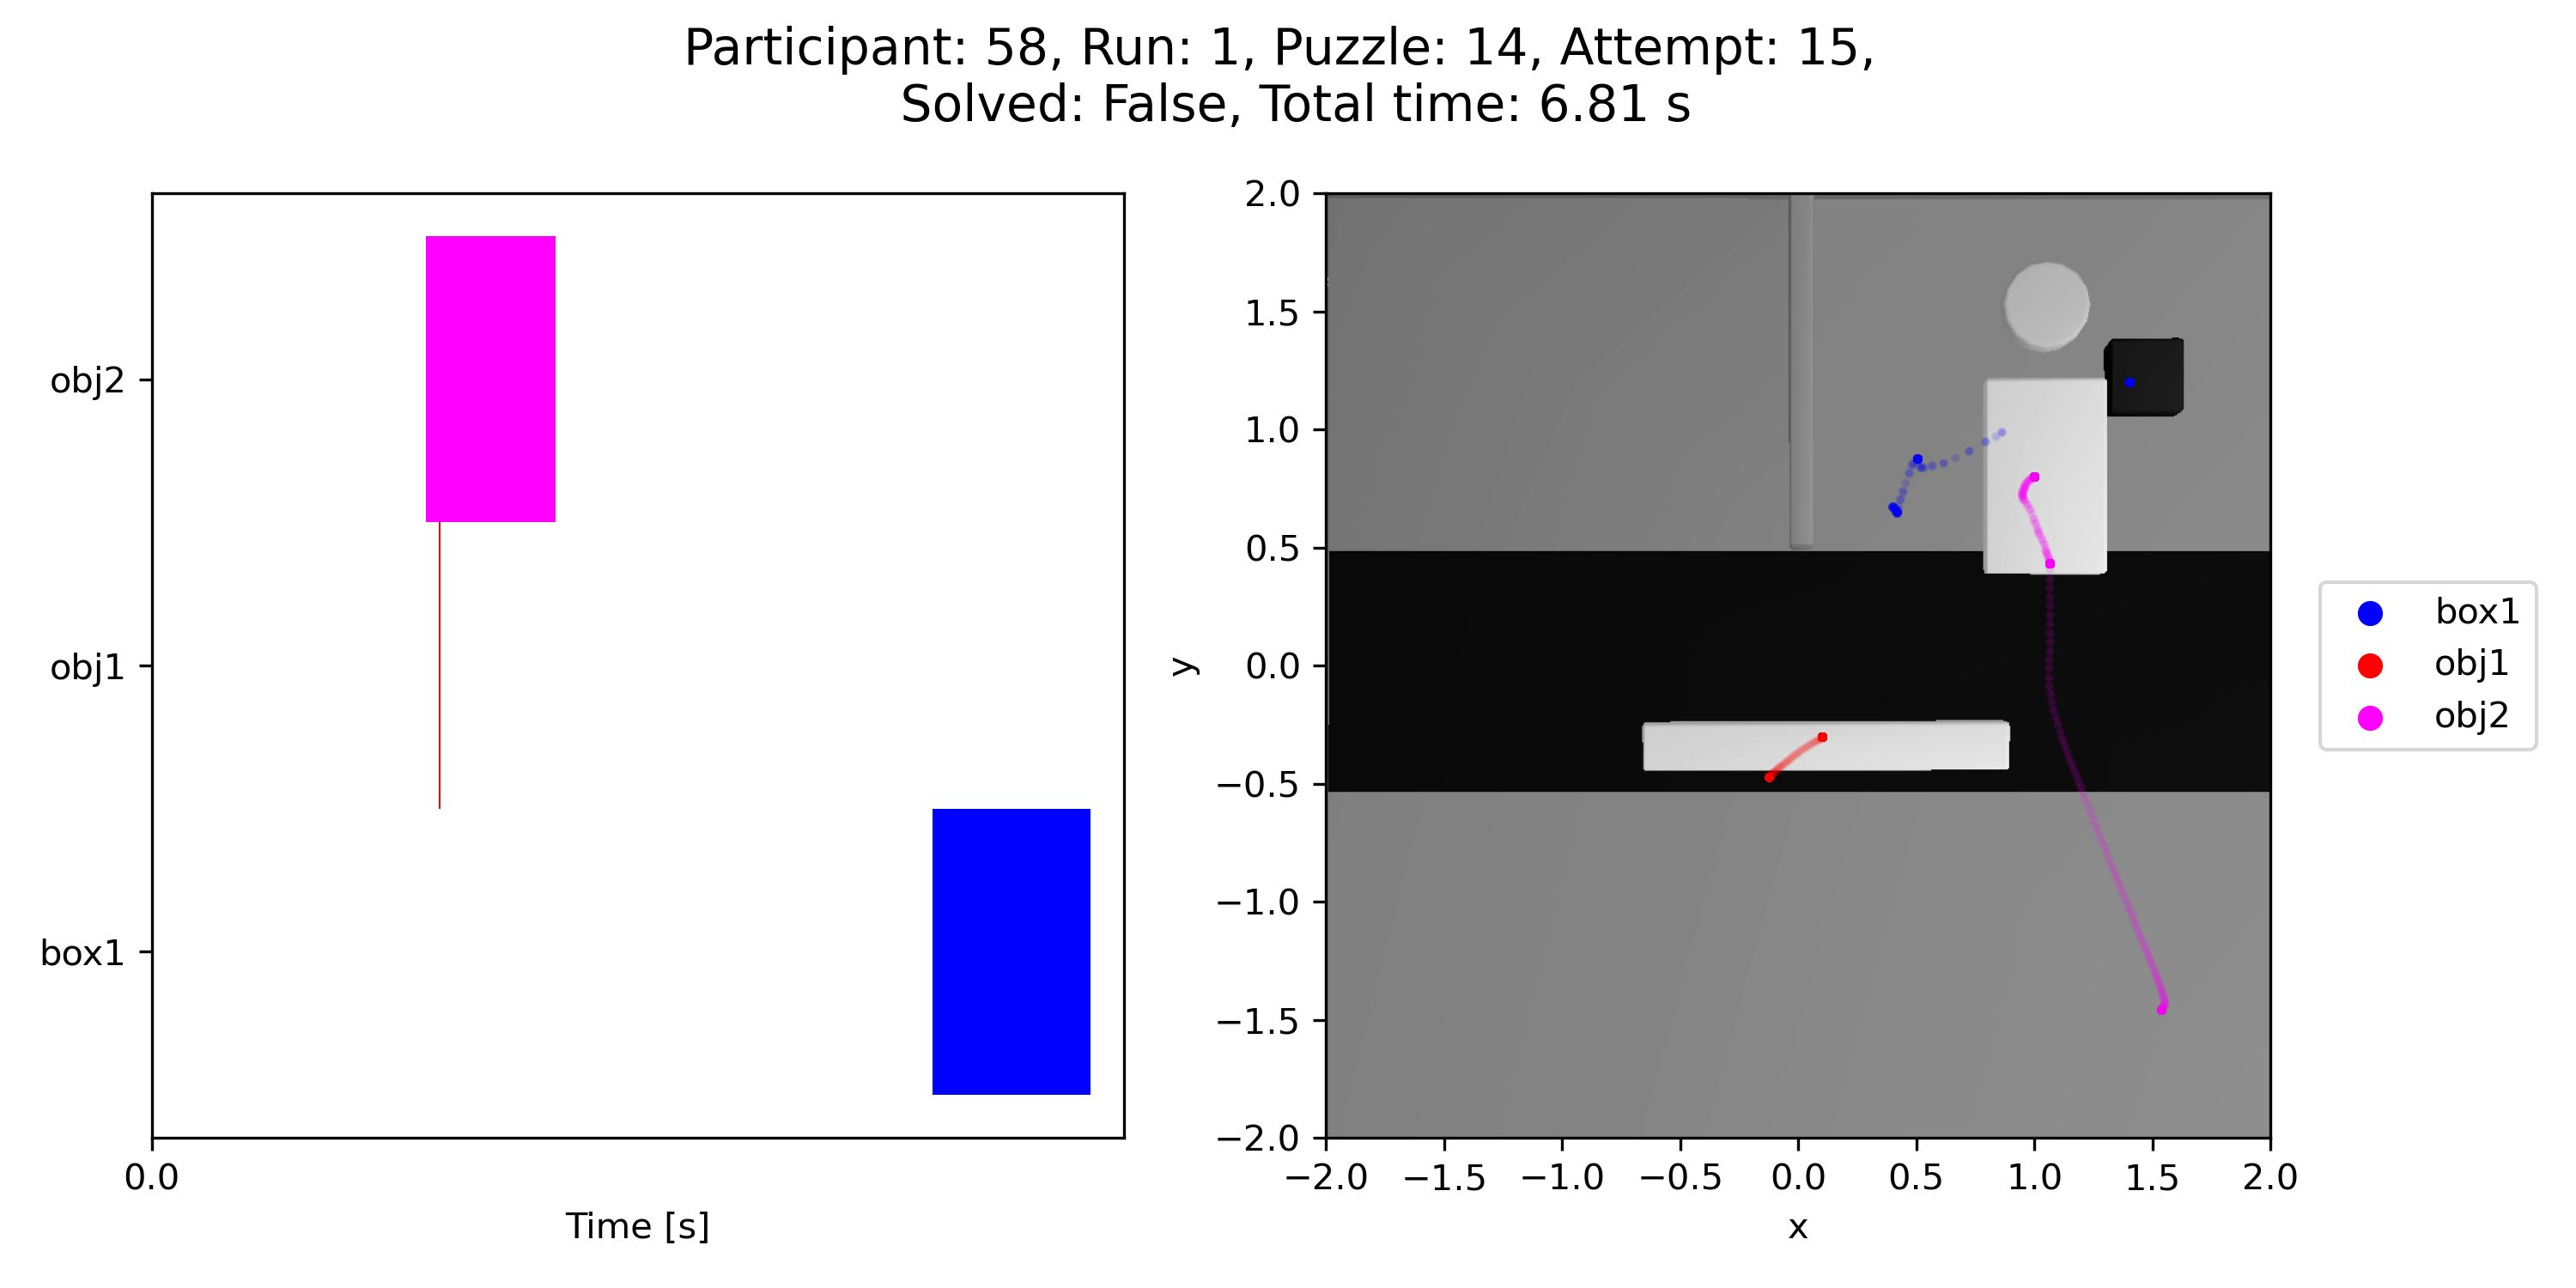 Participant: 58, Run: 1, Puzzle: 14, Attempt: 15,
Solved: False, Total time: 6.81 s
obj2
obj1
box1
0.0
Time [s]
y
2.0
1.5
1.0
0.5
0.0
−0.5
−1.0
−1.5
−2.0
−2.0 −1.5 −1.0 −0.5 0.0 0.5 1.0 1.5 2.0
x
box1
obj1
obj2